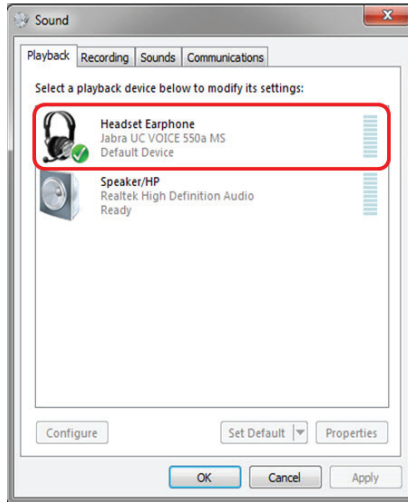 Sound
Playback Recording Sounds Communications
Select a playback device below to modify its settings:
Headset Earphone
Jabra UC VOICE 550a MS
Default Device
Speaker/HP
Realtek High Definition Audio
Ready
Configure Set Default Properties
OK Cancel Apply